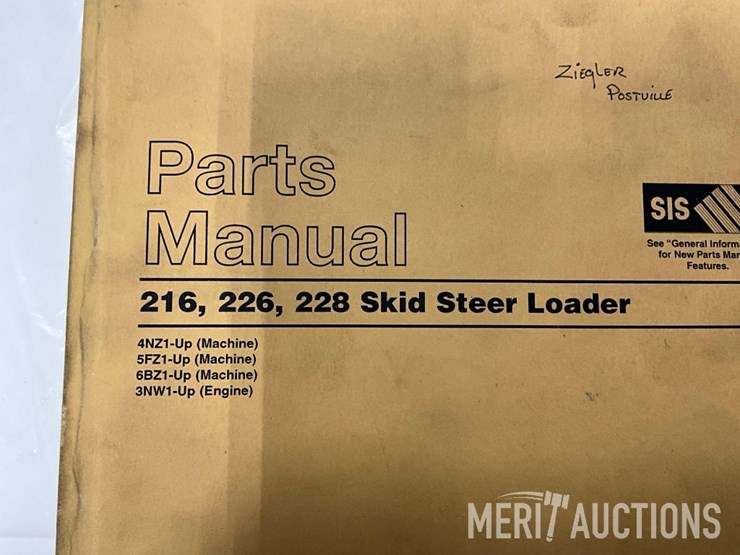 Ziegler
Postville
Parts
Manual
SIS
See "General Inform
for New Parts Man
Features.
216, 226, 228 Skid Steer Loader
4NZ1-Up (Machine)
5FZ1-Up (Machine)
6BZ1-Up (Machine)
3NW1-Up (Engine)
MERIT AUCTIONS